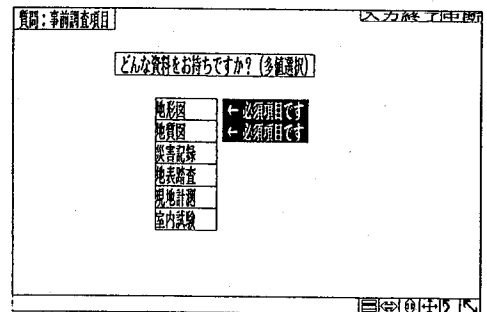 質問：事前調査項目
入力終了中断
どんな資料をお持ちですか？（多値選択）
地形図 ← 必須項目です
地質図 ← 必須項目です
災害記録
地表踏査
現地計測
室内試験